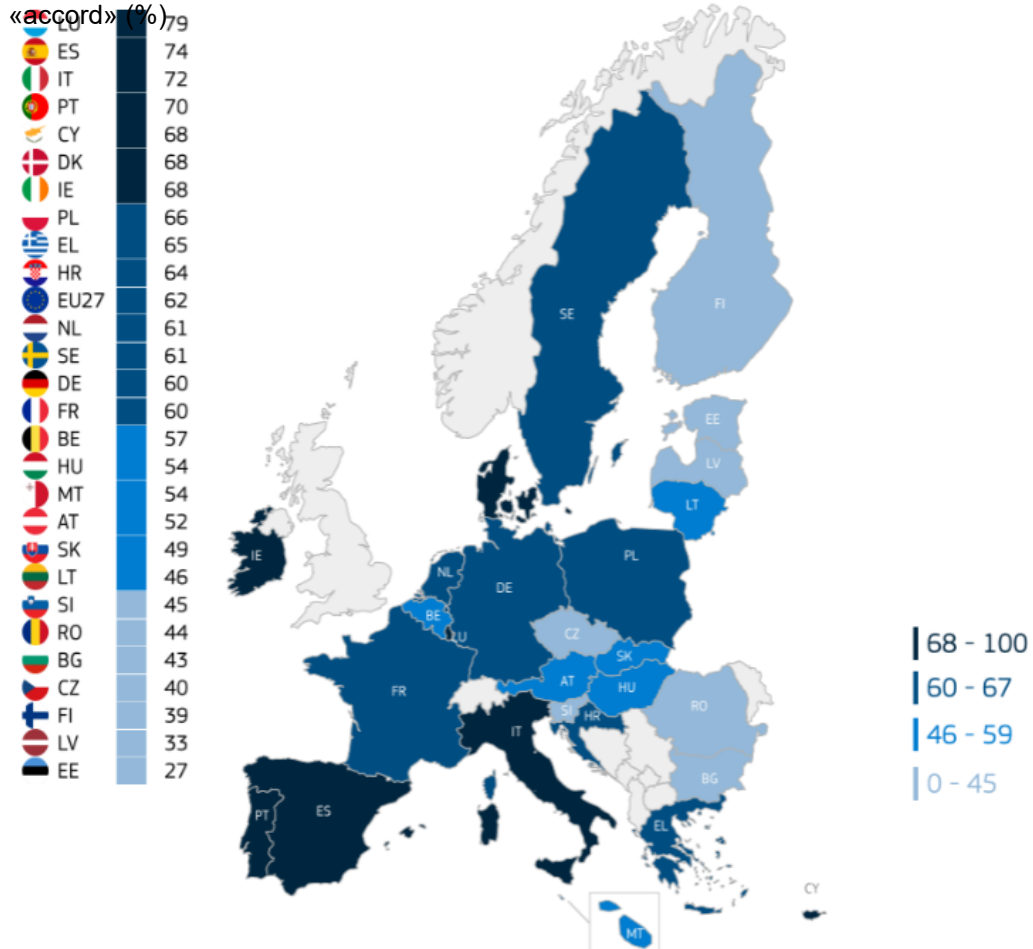 «accord» (%)
LU 79
ES 74
IT 72
PT 70
CY 68
DK 68
IE 68
PL 66
EL 65
HR 64
EU27 62
NL 61
SE 61
DE 60
FR 60
BE 57
HU 54
MT 54
AT 52
SK 49
LT 46
SI 45
RO 44
BG 43
CZ 40
FI 39
LV 33
EE 27
FI
SE
EE
LV
LT
IE
NL
PL
DE
BE
LU
CZ
SK
FR
AT
HU
SI
HR
RO
IT
BG
PT
ES
EL
CY
MT
68 - 100
60 - 67
46 - 59
0 - 45